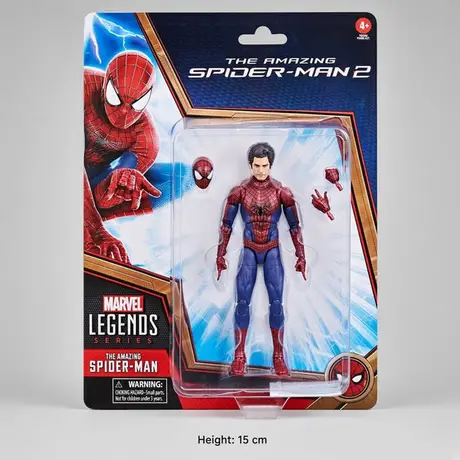 4+
THE AMAZING
SPIDER-MAN 2
MARVEL
LEGENDS
SERIES
THE AMAZING
SPIDER-MAN
WARNING:
CHOKING HAZARD–Small parts.
Not for children under 3 years.
Height: 15 cm